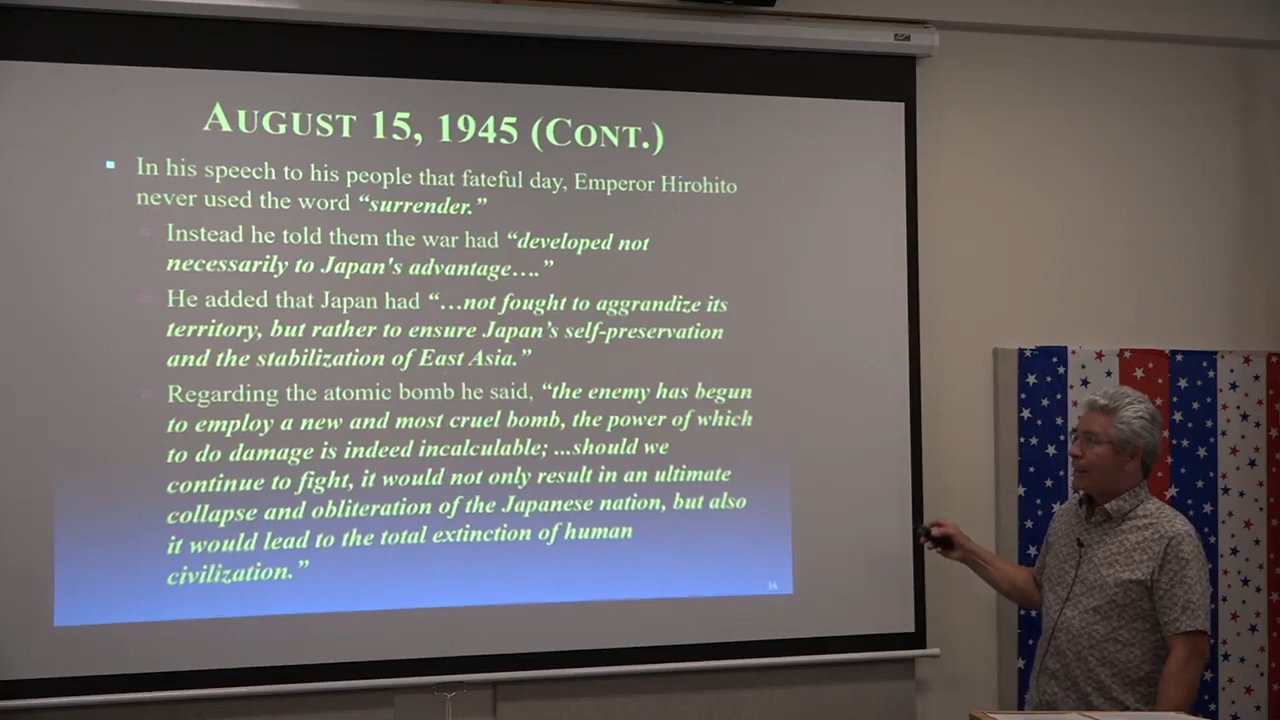 AUGUST 15, 1945 (CONT.)
In his speech to his people that fateful day, Emperor Hirohito
never used the word “surrender.”
Instead he told them the war had “developed not
necessarily to Japan's advantage….”
He added that Japan had “…not fought to aggrandize its
territory, but rather to ensure Japan’s self-preservation
and the stabilization of East Asia.”
Regarding the atomic bomb he said, “the enemy has begun
to employ a new and most cruel bomb, the power of which
to do damage is indeed incalculable; ...should we
continue to fight, it would not only result in an ultimate
collapse and obliteration of the Japanese nation, but also
it would lead to the total extinction of human
civilization.”
14